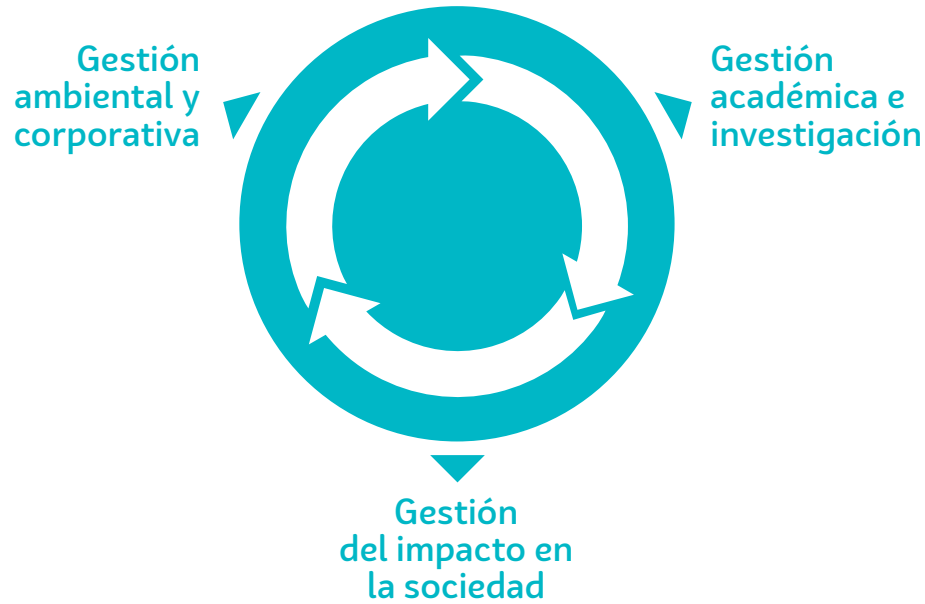 Gestión
ambiental y
corporativa
Gestión
académica e
investigación
Gestión
del impacto en
la sociedad